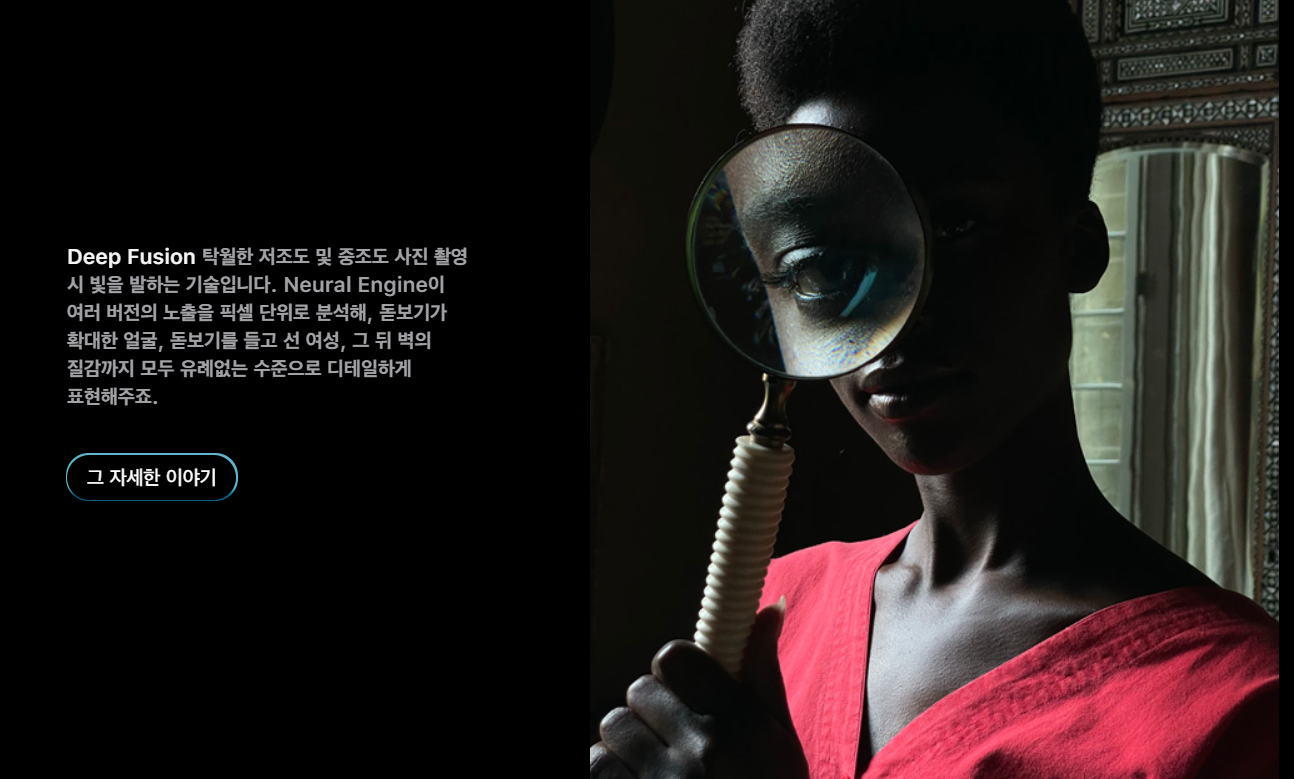 Deep Fusion 탁월한 저조도 및 중조도 사진 촬영
시 빛을 발하는 기술입니다. Neural Engine이
여러 버전의 노출을 픽셀 단위로 분석해, 돋보기가
확대한 얼굴, 돋보기를 들고 선 여성, 그 뒤 벽의
질감까지 모두 유례없는 수준으로 디테일하게
표현해주죠.
그 자세한 이야기